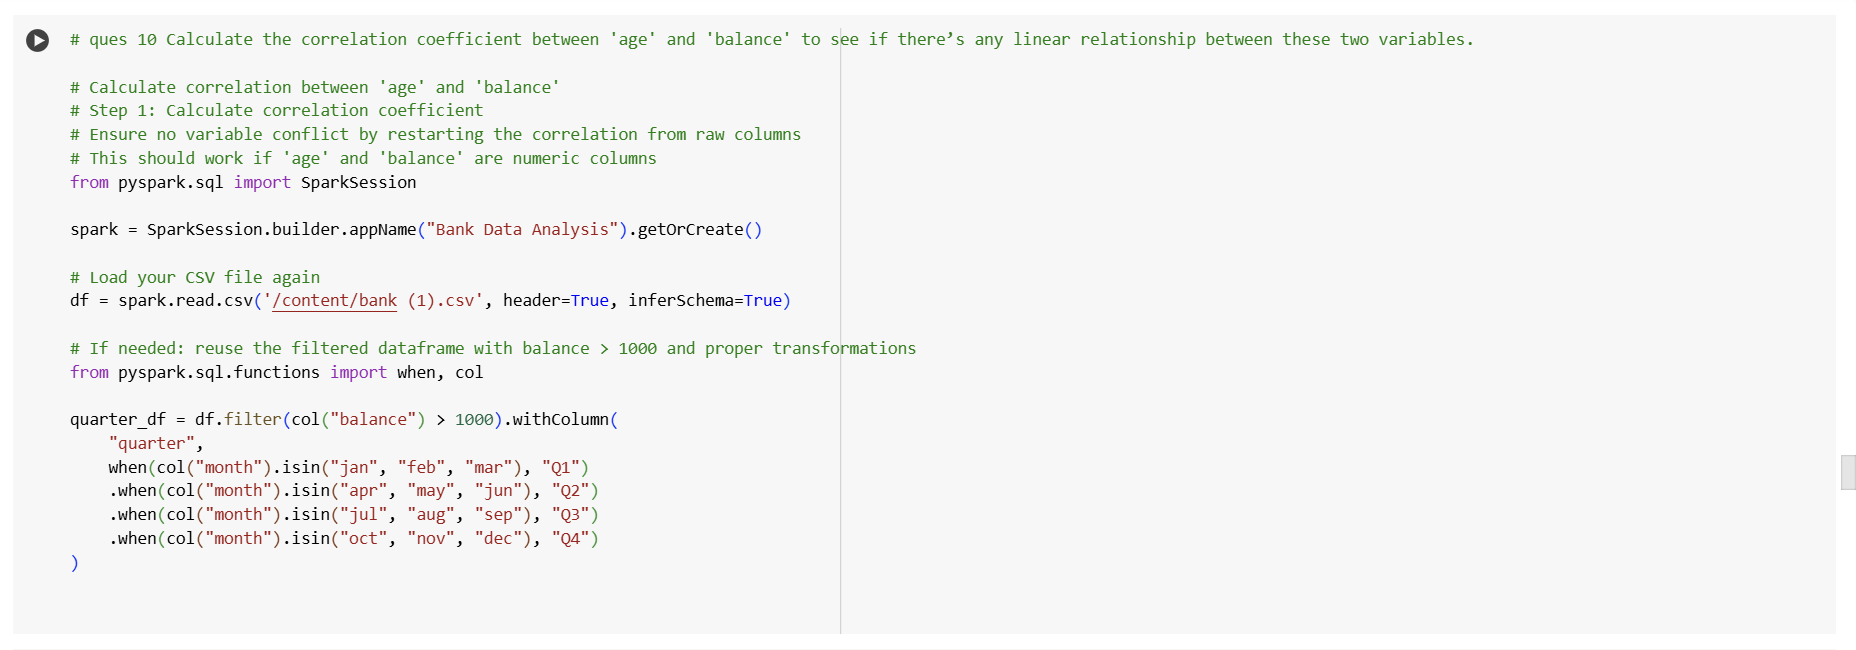 # ques 10 Calculate the correlation coefficient between 'age' and 'balance' to see if there’s any linear relationship between these two variables.
# Calculate correlation between 'age' and 'balance'
# Step 1: Calculate correlation coefficient
# Ensure no variable conflict by restarting the correlation from raw columns
# This should work if 'age' and 'balance' are numeric columns
from pyspark.sql import SparkSession
spark = SparkSession.builder.appName("Bank Data Analysis").getOrCreate()
# Load your CSV file again
df = spark.read.csv('/content/bank (1).csv', header=True, inferSchema=True)
# If needed: reuse the filtered dataframe with balance > 1000 and proper transformations
from pyspark.sql.functions import when, col
quarter_df = df.filter(col("balance") > 1000).withColumn(
    "quarter",
    when(col("month").isin("jan", "feb", "mar"), "Q1")
    .when(col("month").isin("apr", "may", "jun"), "Q2")
    .when(col("month").isin("jul", "aug", "sep"), "Q3")
    .when(col("month").isin("oct", "nov", "dec"), "Q4")
)